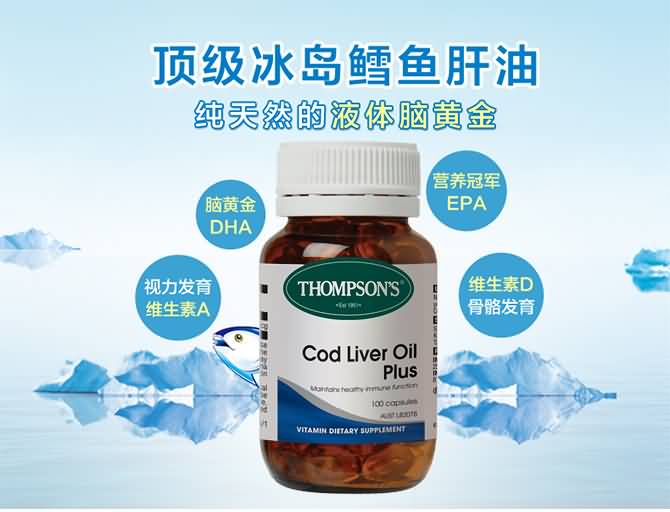 顶级冰岛鳕鱼肝油
纯天然的液体脑黄金
脑黄金
DHA
营养冠军
EPA
视力发育
维生素A
维生素D
骨骼发育
THOMPSON'S
Est 1951
Cod Liver Oil
Plus
Maintains healthy immune function
100 capsules
VITAMIN DIETARY SUPPLEMENT